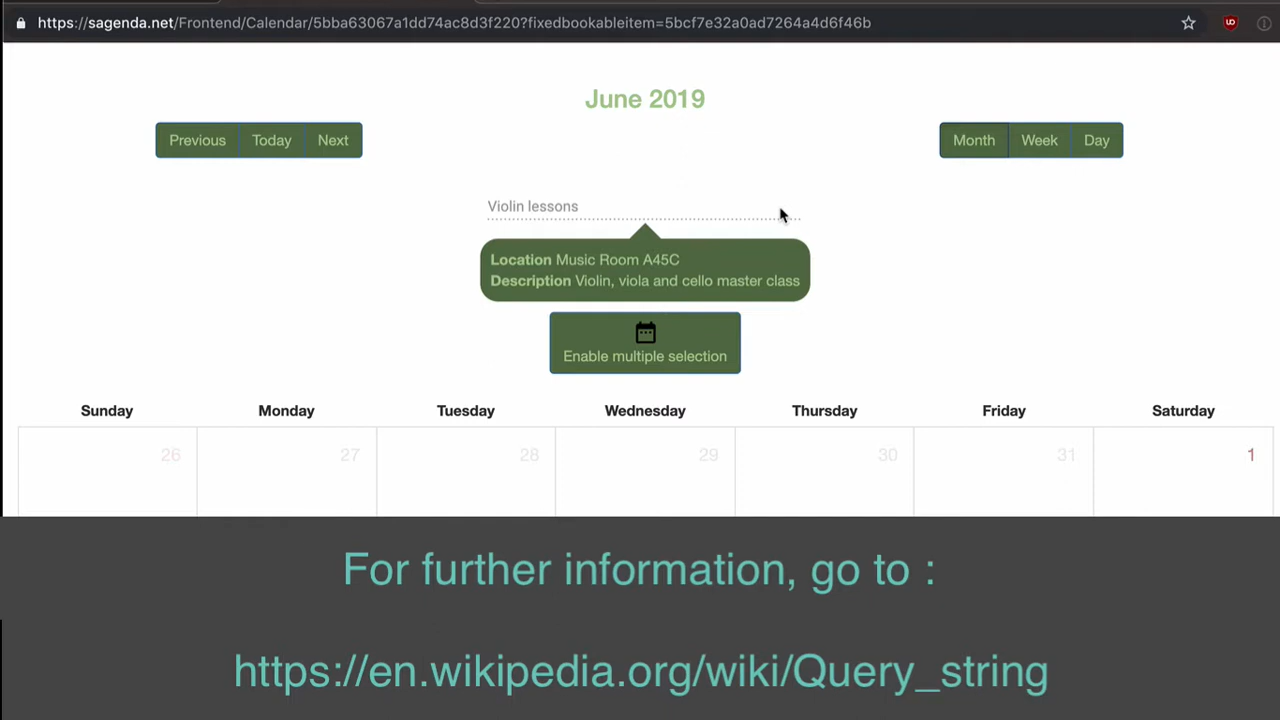 https://sagenda.net/Frontend/Calendar/5bba63067a1dd74ac8d3f220?fixedbookableitem=5bcf7e32a0ad7264a4d6f46b
June 2019
Previous Today Next
Month Week Day
Violin lessons
Location Music Room A45C
Description Violin, viola and cello master class
Enable multiple selection
Sunday Monday Tuesday Wednesday Thursday Friday Saturday
26 27 28 29 30 31 1
For further information, go to :
https://en.wikipedia.org/wiki/Query_string